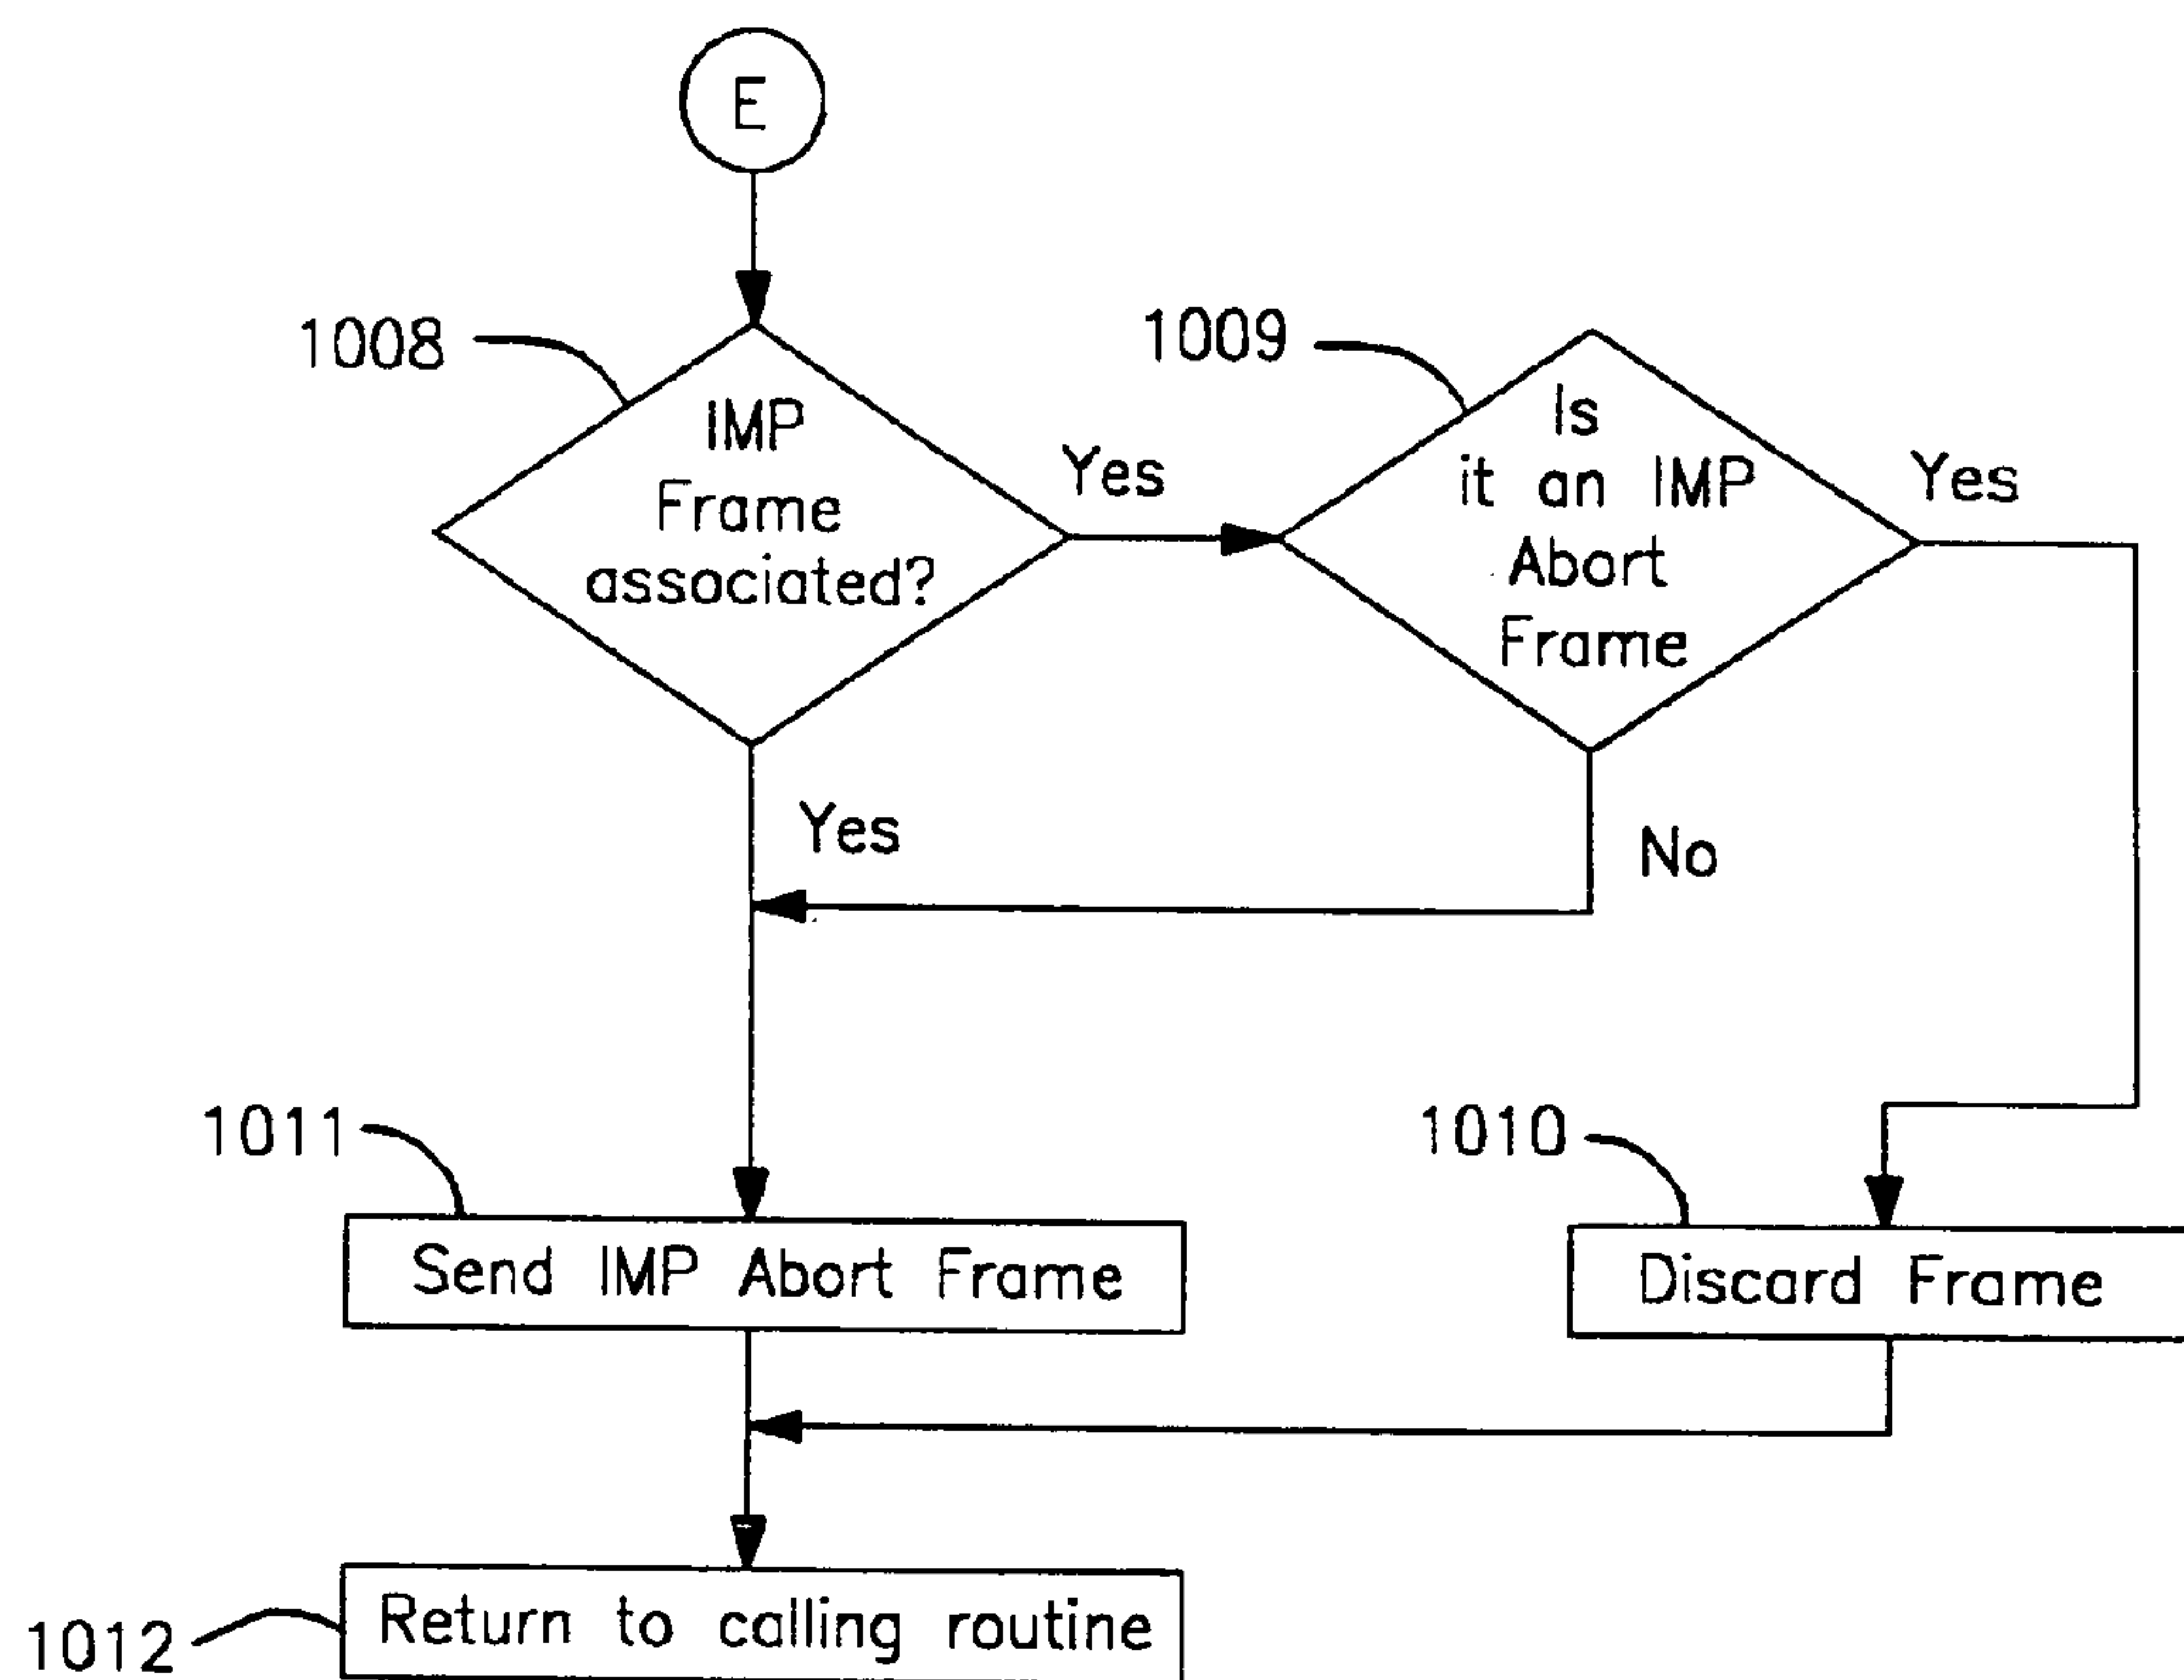 E
1008
IMP
Frame
associated?
Yes
1009
Is
it an IMP
Abort
Frame
Yes
Yes
No
1011
Send IMP Abort Frame
1010
Discard Frame
1012
Return to calling routine